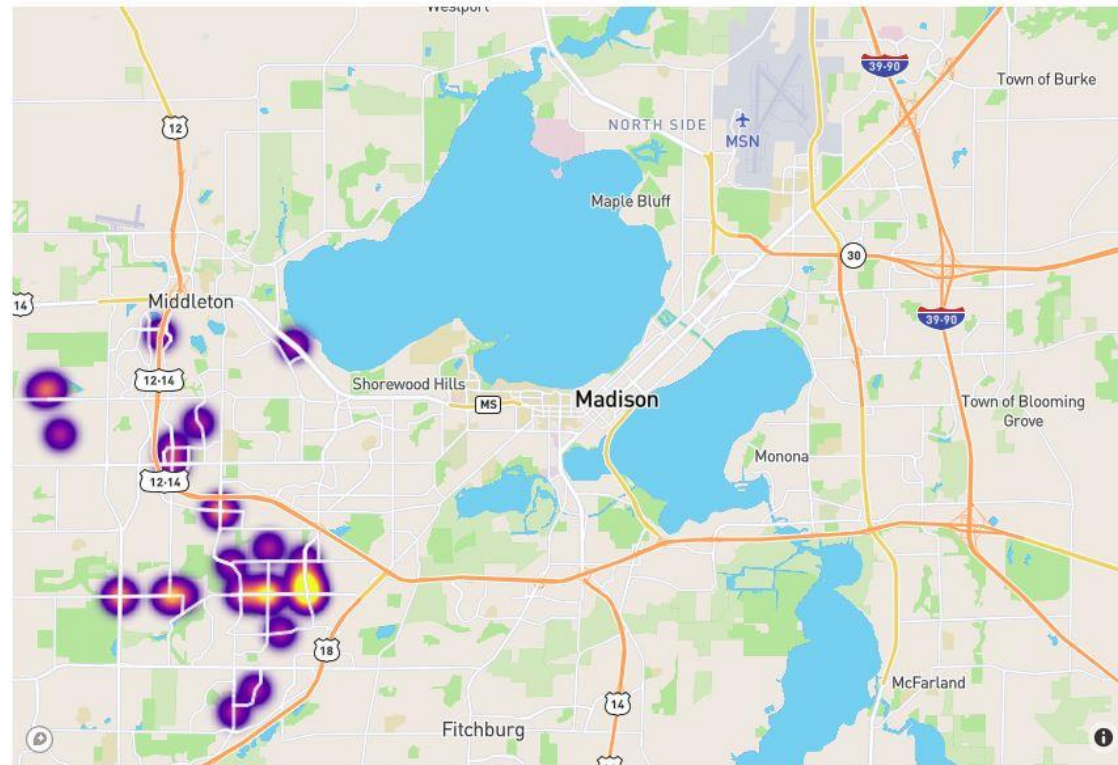 Westport
39-90
Town of Burke
12
NORTH SIDE
MSN
Maple Bluff
30
14
Middleton
39-90
12-14
Shorewood Hills
MS
Madison
Town of Blooming
Grove
Monona
12-14
18
McFarland
14
Fitchburg